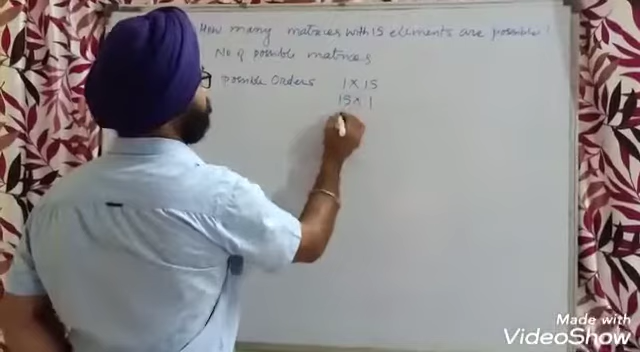 How many matrices with 15 elements are possible!
No of possible matrices
possible Orders 1 X 15
15 X 1
Made with
VideoShow